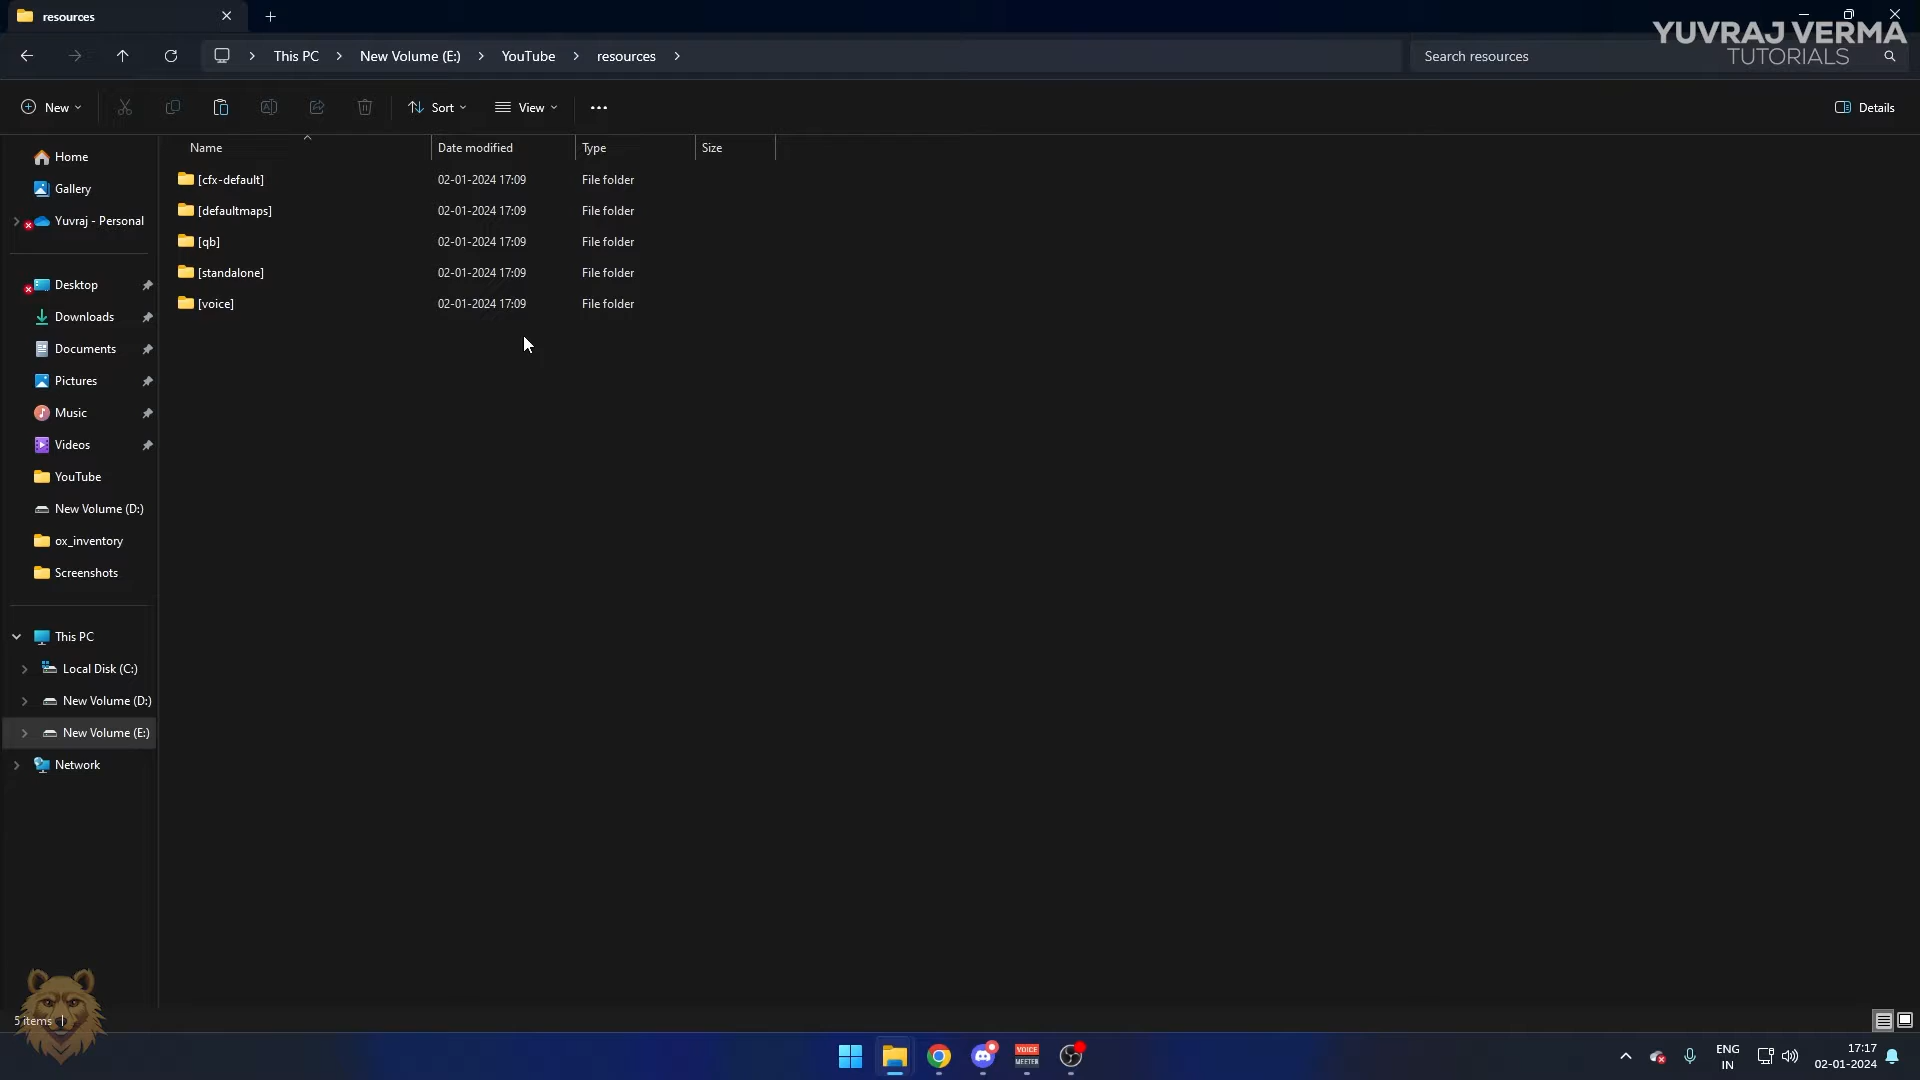 resources
This PC
New Volume (E:)
YouTube
resources
Search resources
YUVRAJ VERMA
TUTORIALS
New
Sort
View
Details
Name
Date modified
Type
Size
[cfx-default] 02-01-2024 17:09 File folder
[defaultmaps] 02-01-2024 17:09 File folder
[qb] 02-01-2024 17:09 File folder
[standalone] 02-01-2024 17:09 File folder
[voice] 02-01-2024 17:09 File folder
Home
Gallery
Yuvraj - Personal
Desktop
Downloads
Documents
Pictures
Music
Videos
YouTube
New Volume (D:)
ox_inventory
Screenshots
This PC
Local Disk (C:)
New Volume (D:)
New Volume (E:)
Network
5 items
VOICE
MEETER
ENG
IN
17:17
02-01-2024